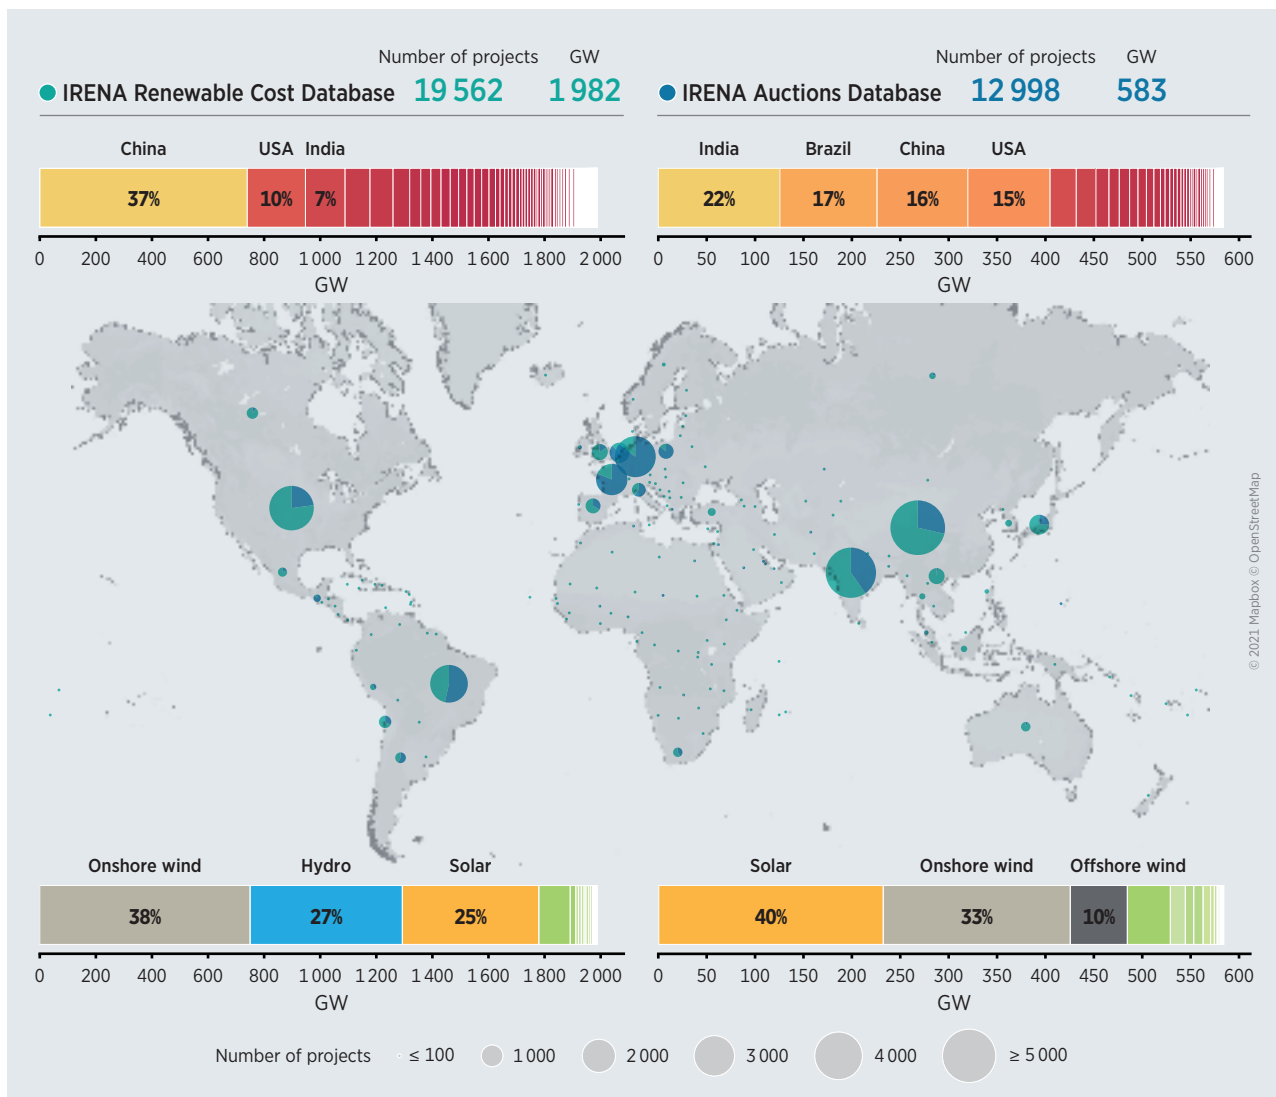 Number of projects GW
IRENA Renewable Cost Database 19 562 1 982
Number of projects GW
IRENA Auctions Database 12 998 583
China USA India
37% 10% 7%
0 200 400 600 800 1 000 1 200 1 400 1 600 1 800 2 000
GW
India Brazil China USA
22% 17% 16% 15%
0 50 100 150 200 250 300 350 400 450 500 550 600
GW
© 2021 Mapbox © OpenStreetMap
Onshore wind Hydro Solar
38% 27% 25%
0 200 400 600 800 1 000 1 200 1 400 1 600 1 800 2 000
GW
Solar Onshore wind Offshore wind
40% 33% 10%
0 50 100 150 200 250 300 350 400 450 500 550 600
GW
Number of projects ≤ 100 1 000 2 000 3 000 4 000 ≥ 5 000